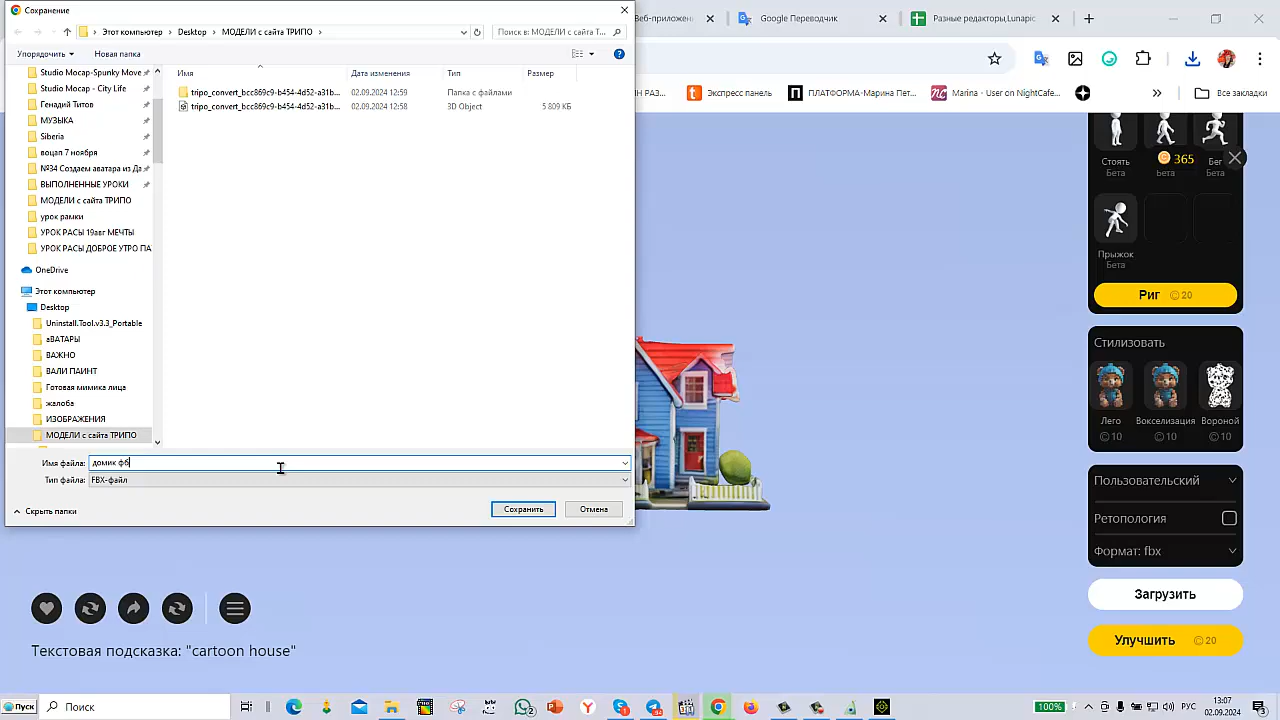 Сохранение
Веб-приложен
Google Переводчик
Разные редакторы,Lunapic
Этот компьютер
Desktop
МОДЕЛИ с сайта ТРИПО
Поиск в: МОДЕЛИ с сайта Т...
Упорядочить
Новая папка
Н РАЗ...
Экспресс панель
ПЛАТФОРМА-Марина Пет...
Marina - User on NightCafe...
»
Все закладки
Имя
Дата изменения
Тип
Размер
Studio Mocap-Spunky Move
Studio Mocap - City Life
Генадий Титов
МУЗЫКА
Siberia
воцап 7 ноября
№34 Создаем аватара из Да
ВЫПОЛНЕННЫЕ УРОКИ
МОДЕЛИ с сайта ТРИПО
урок рамки
УРОК РАСЫ 19авг МЕЧТЫ
УРОК РАСЫ ДОБРОЕ УТРО ПА
OneDrive
Этот компьютер
Desktop
Uninstall.Tool.v3.3_Portable
аВАТАРЫ
ВАЖНО
ВАЛИ ПАИНТ
Готовая мимика лица
жалоба
ИЗОБРАЖЕНИЯ
МОДЕЛИ с сайта ТРИПО
tripo_convert_bcc869c9-b454-4d52-a31b...
02.09.2024 12:59
Папка с файлами
tripo_convert_bcc869c9-b454-4d52-a31b...
02.09.2024 12:58
3D Object
5 809 КБ
Имя файла:
домик фб
Тип файла:
FBX-файл
Скрыть папки
Сохранить
Отмена
365
Стоять
Бета
Бета
Бег
Бета
Прыжок
Бета
Риг
20
Стилизовать
Лего
Вокселизация
Вороной
10
10
10
Пользовательский
Ретопология
Формат: fbx
Загрузить
Улучшить
20
Текстовая подсказка: "cartoon house"
Пуск
Поиск
2
100%
РУС
13:07
02.09.2024
3